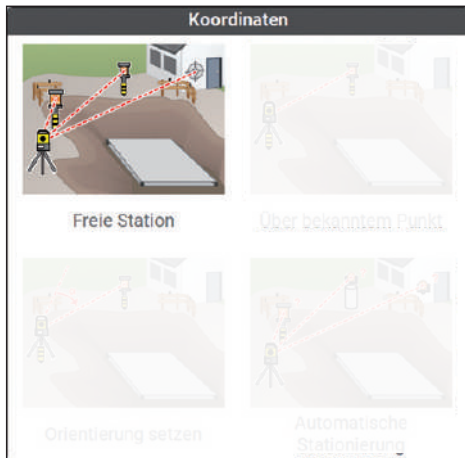 Koordinaten
Freie Station
Über bekanntem Punkt
Orientierung setzen
Automatische
Stationierung